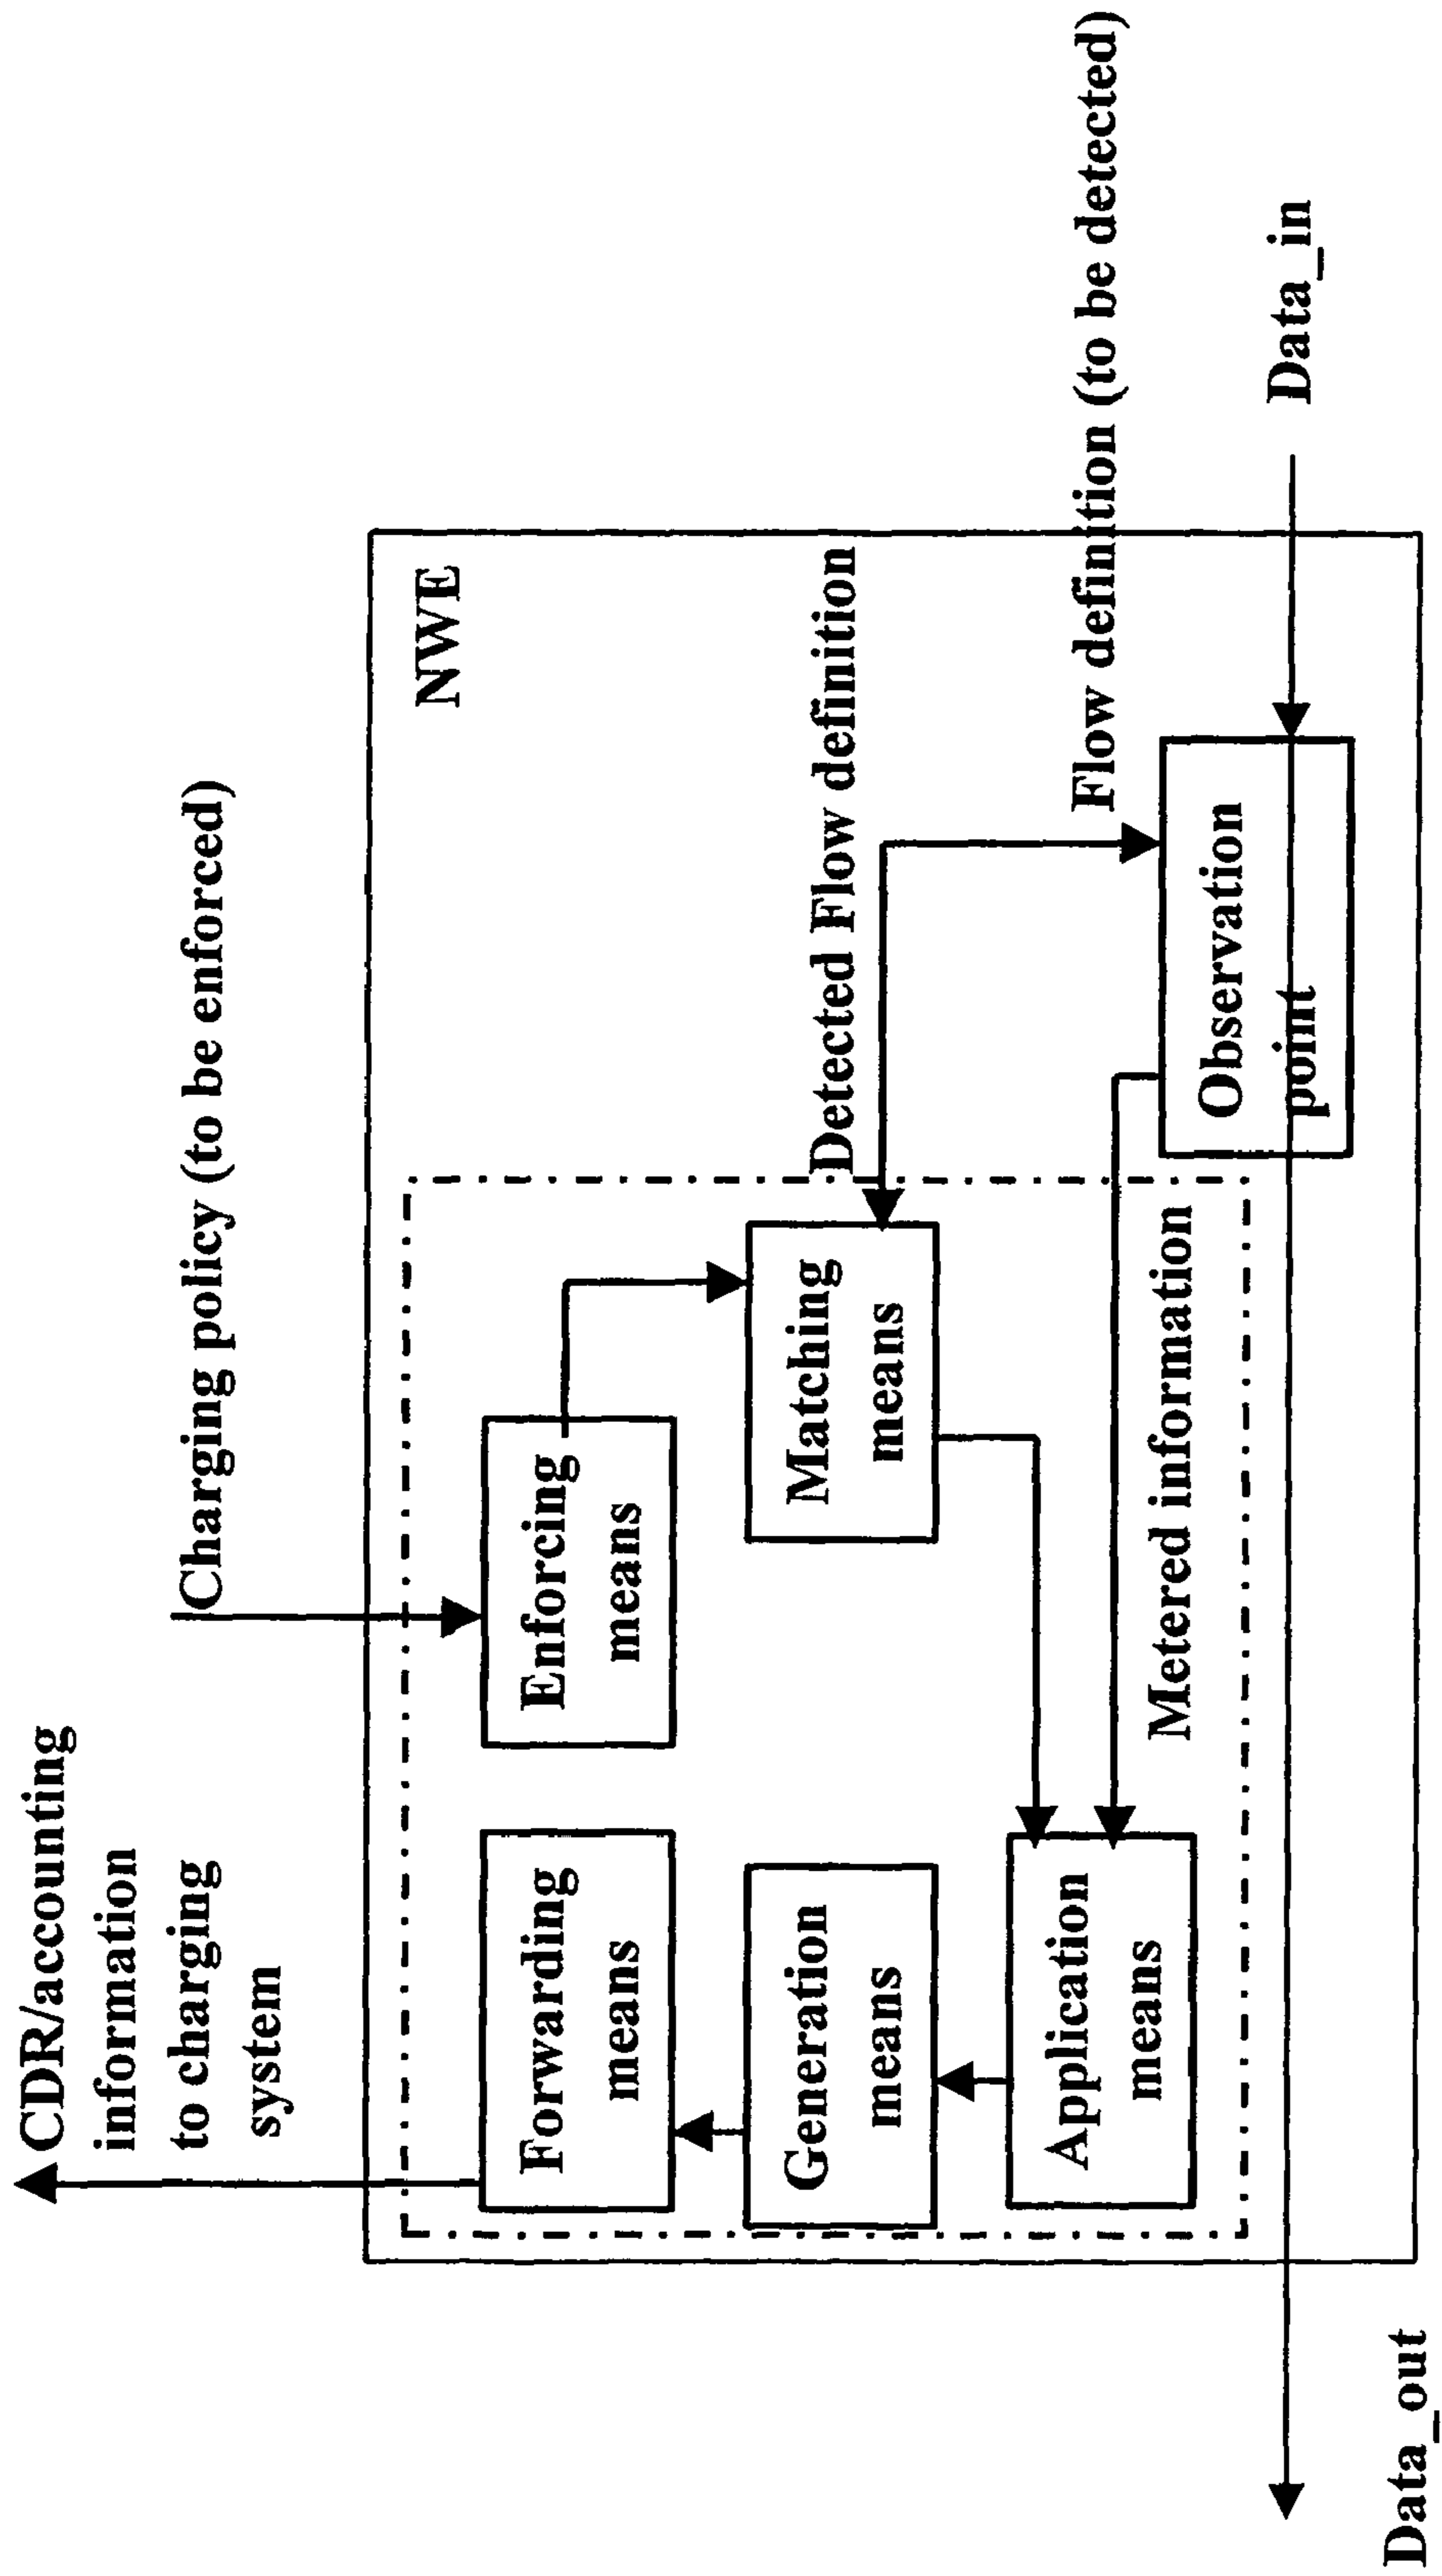 CDR/accounting
information
to charging
system
Charging policy (to be enforced)
NWE
Forwarding
means
Enforcing
means
Generation
means
Matching
means
Detected Flow definition
Application
means
Metered information
Flow definition (to be detected)
Observation
point
Data_in
Data_out